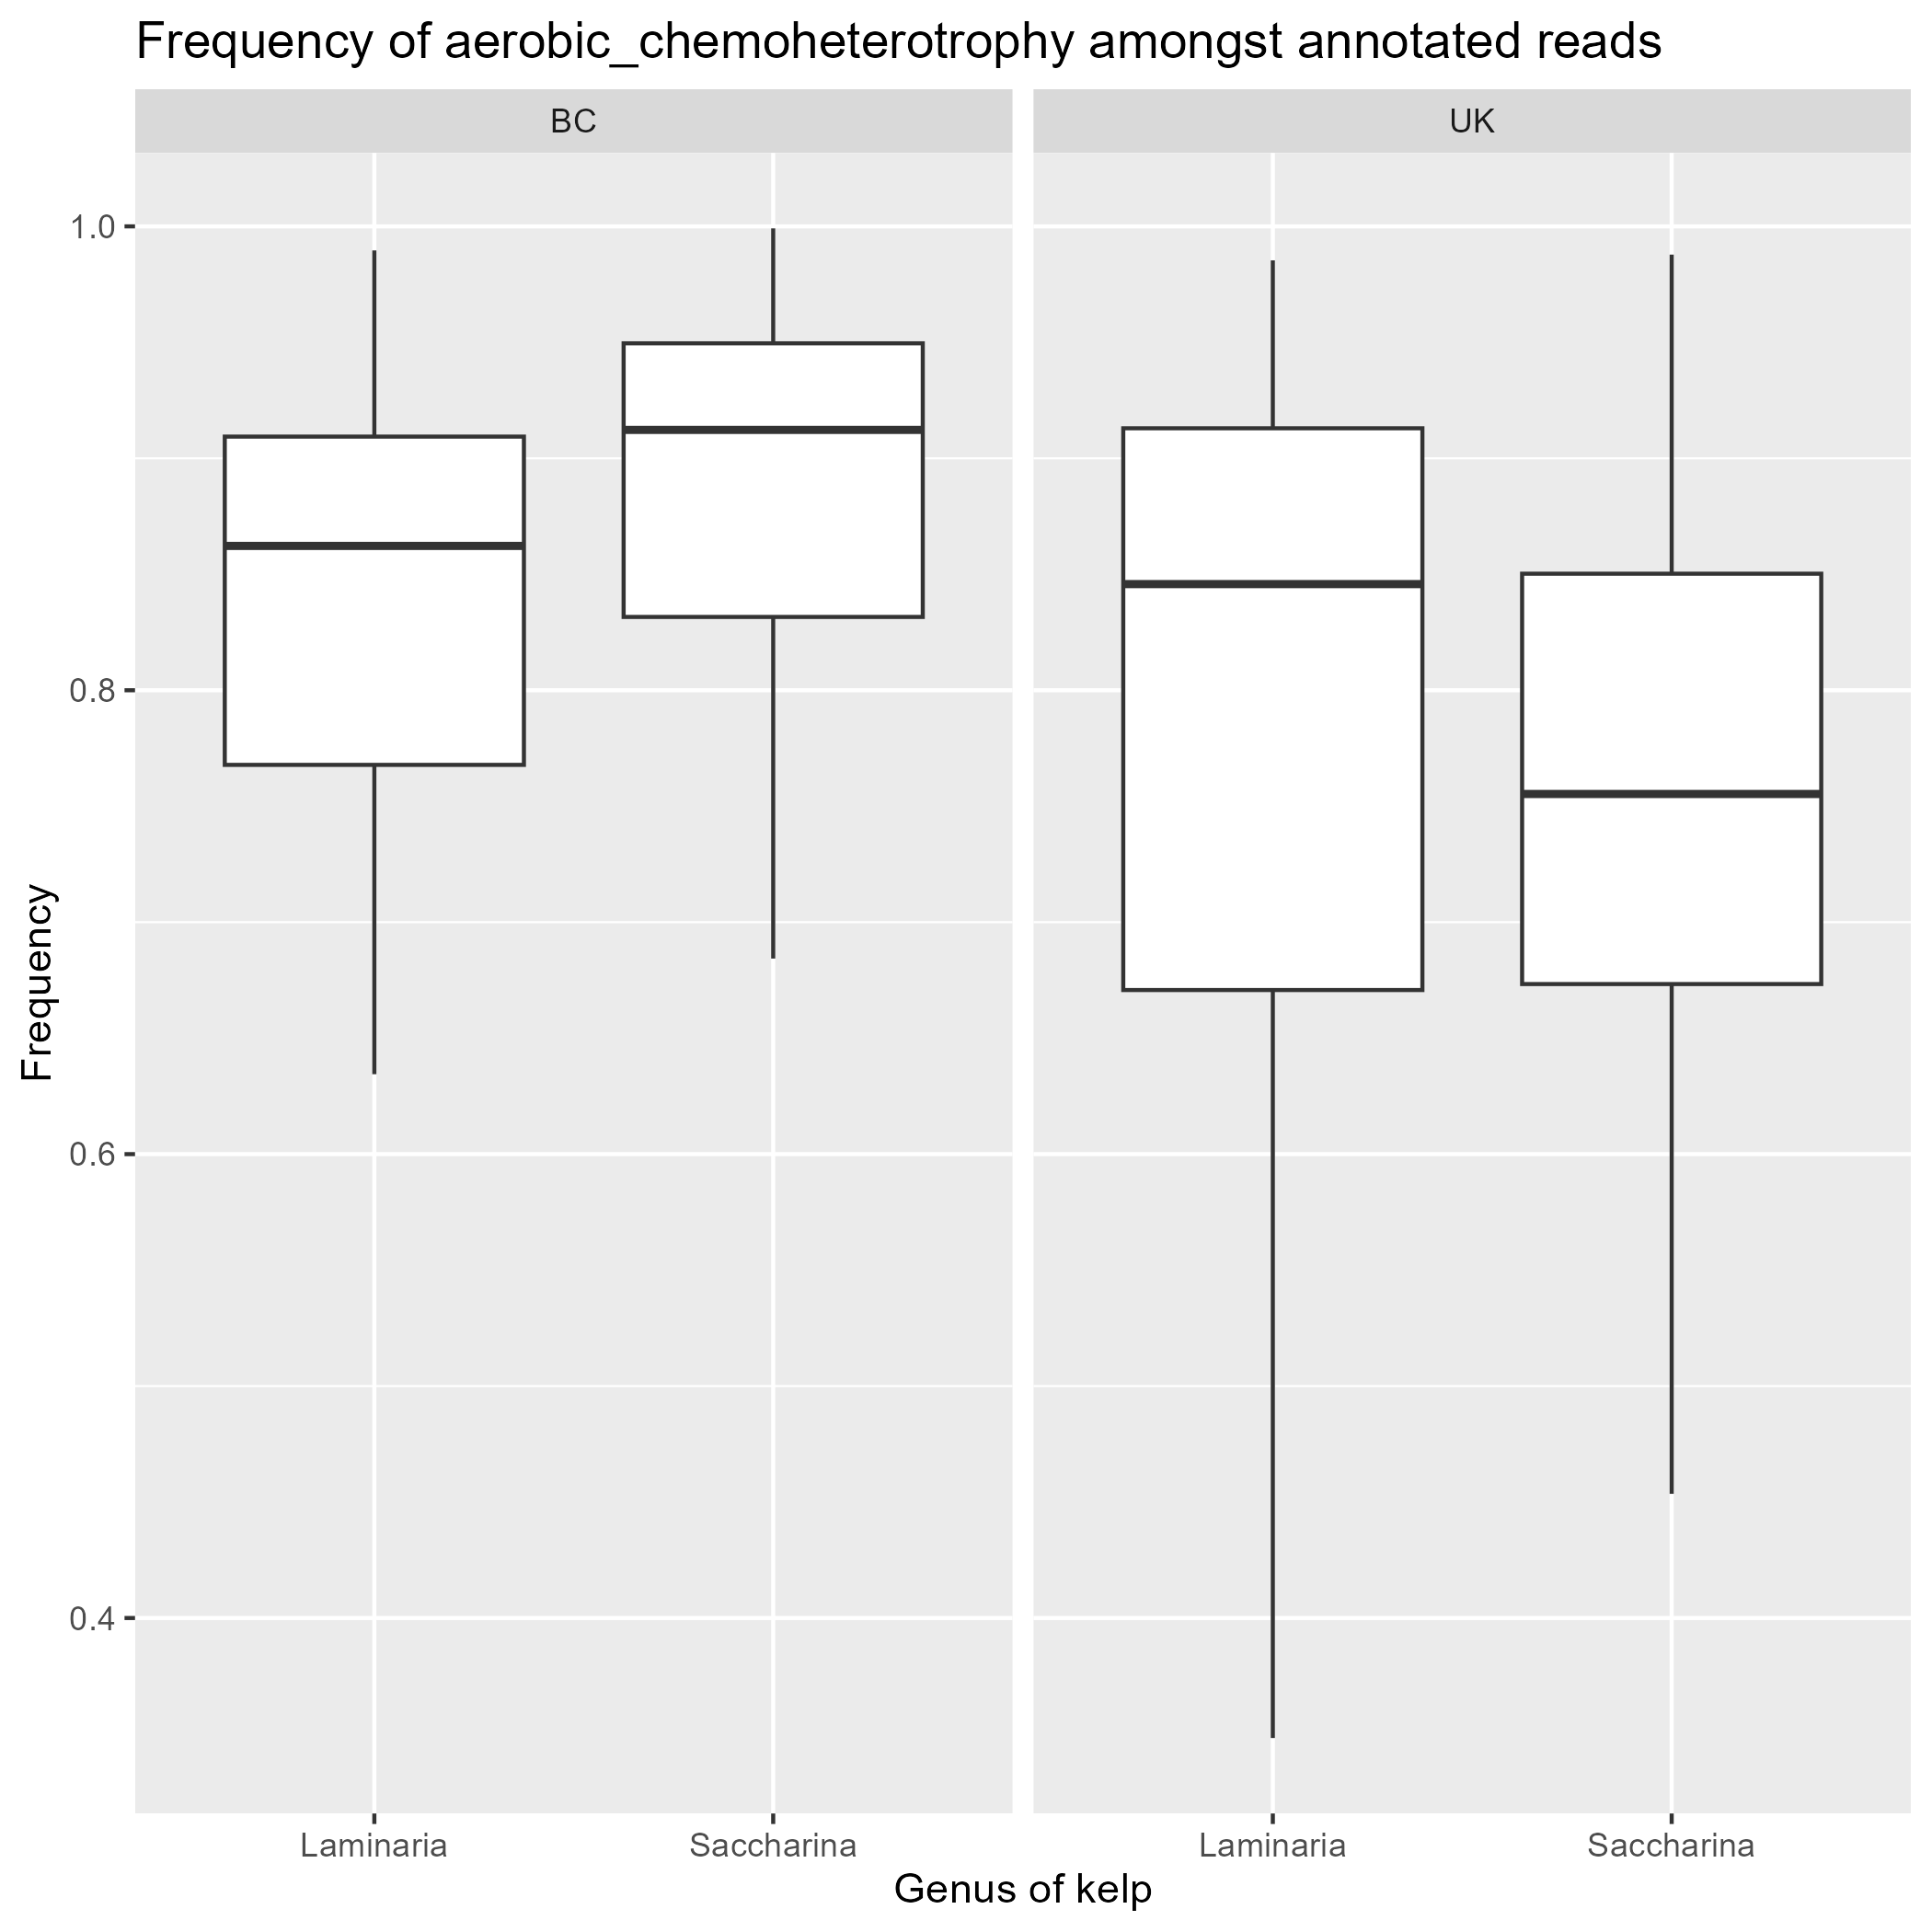 Frequency of aerobic_chemoheterotrophy amongst annotated reads
BC
UK
1.0
0.8
0.6
0.4
Frequency
Laminaria
Saccharina
Laminaria
Saccharina
Genus of kelp